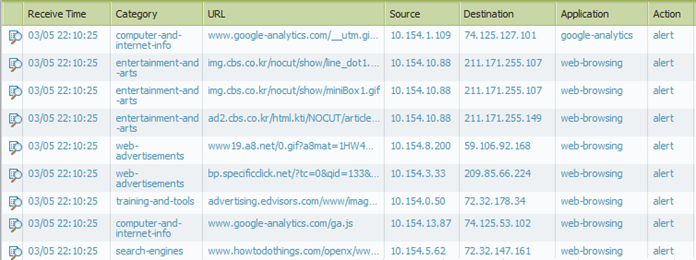 Receive Time Category URL Source Destination Application Action
03/05 22:10:25 computer-and-internet-info www.google-analytics.com/__utm.gi... 10.154.1.109 74.125.127.101 google-analytics alert
03/05 22:10:25 entertainment-and-arts img.cbs.co.kr/nocut/show/line_dot1.... 10.154.10.88 211.171.255.107 web-browsing alert
03/05 22:10:25 entertainment-and-arts img.cbs.co.kr/nocut/show/miniBox1.gif 10.154.10.88 211.171.255.107 web-browsing alert
03/05 22:10:25 entertainment-and-arts ad2.cbs.co.kr/html.kti/NOCUT/article... 10.154.10.88 211.171.255.149 web-browsing alert
03/05 22:10:25 web-advertisements www19.a8.net/0.gif?a8mat=1HW4... 10.154.8.200 59.106.92.168 web-browsing alert
03/05 22:10:25 web-advertisements bp.specificclick.net/?tc=0&qid=133&... 10.154.3.33 209.85.66.224 web-browsing alert
03/05 22:10:25 training-and-tools advertising.edvisors.com/www/imag... 10.154.0.50 72.32.178.34 web-browsing alert
03/05 22:10:25 computer-and-internet-info www.google-analytics.com/ga.js 10.154.13.87 74.125.53.102 web-browsing alert
03/05 22:10:25 search-engines www.howtodothings.com/openx/ww... 10.154.5.62 72.32.147.161 web-browsing alert